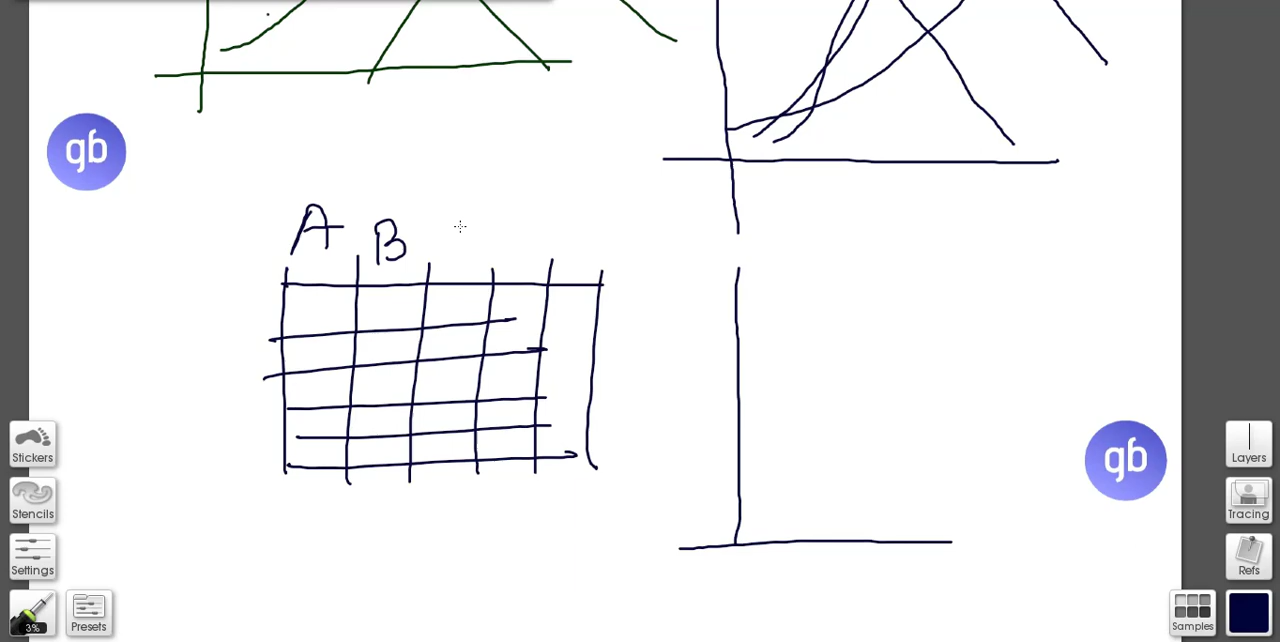 gb
A B
gb
Stickers
Stencils
Settings
3%
Presets
Layers
Tracing
Refs
Samples